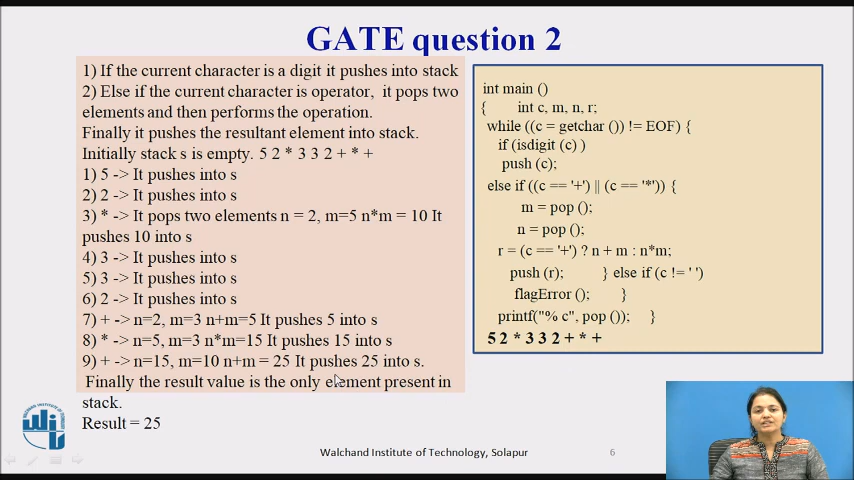 GATE question 2
1) If the current character is a digit it pushes into stack
2) Else if the current character is operator, it pops two
elements and then performs the operation.
Finally it pushes the resultant element into stack.
Initially stack s is empty. 5 2 * 3 3 2 + * +
1) 5 -> It pushes into s
2) 2 -> It pushes into s
3) * -> It pops two elements n = 2, m=5 n*m = 10 It
pushes 10 into s
4) 3 -> It pushes into s
5) 3 -> It pushes into s
6) 2 -> It pushes into s
7) + -> n=2, m=3 n+m=5 It pushes 5 into s
8) * -> n=5, m=3 n*m=15 It pushes 15 into s
9) + -> n=15, m=10 n+m = 25 It pushes 25 into s.
Finally the result value is the only element present in
stack.
Result = 25
int main ()
{ int c, m, n, r;
while ((c = getchar ()) != EOF) {
if (isdigit (c) )
push (c);
else if ((c == '+') || (c == '*')) {
m = pop ();
n = pop ();
r = (c == '+') ? n + m : n*m;
push (r); } else if (c != ' ')
flagError (); }
printf("% c", pop ()); }
5 2 * 3 3 2 + * +
Walchand Institute of Technology, Solapur
6